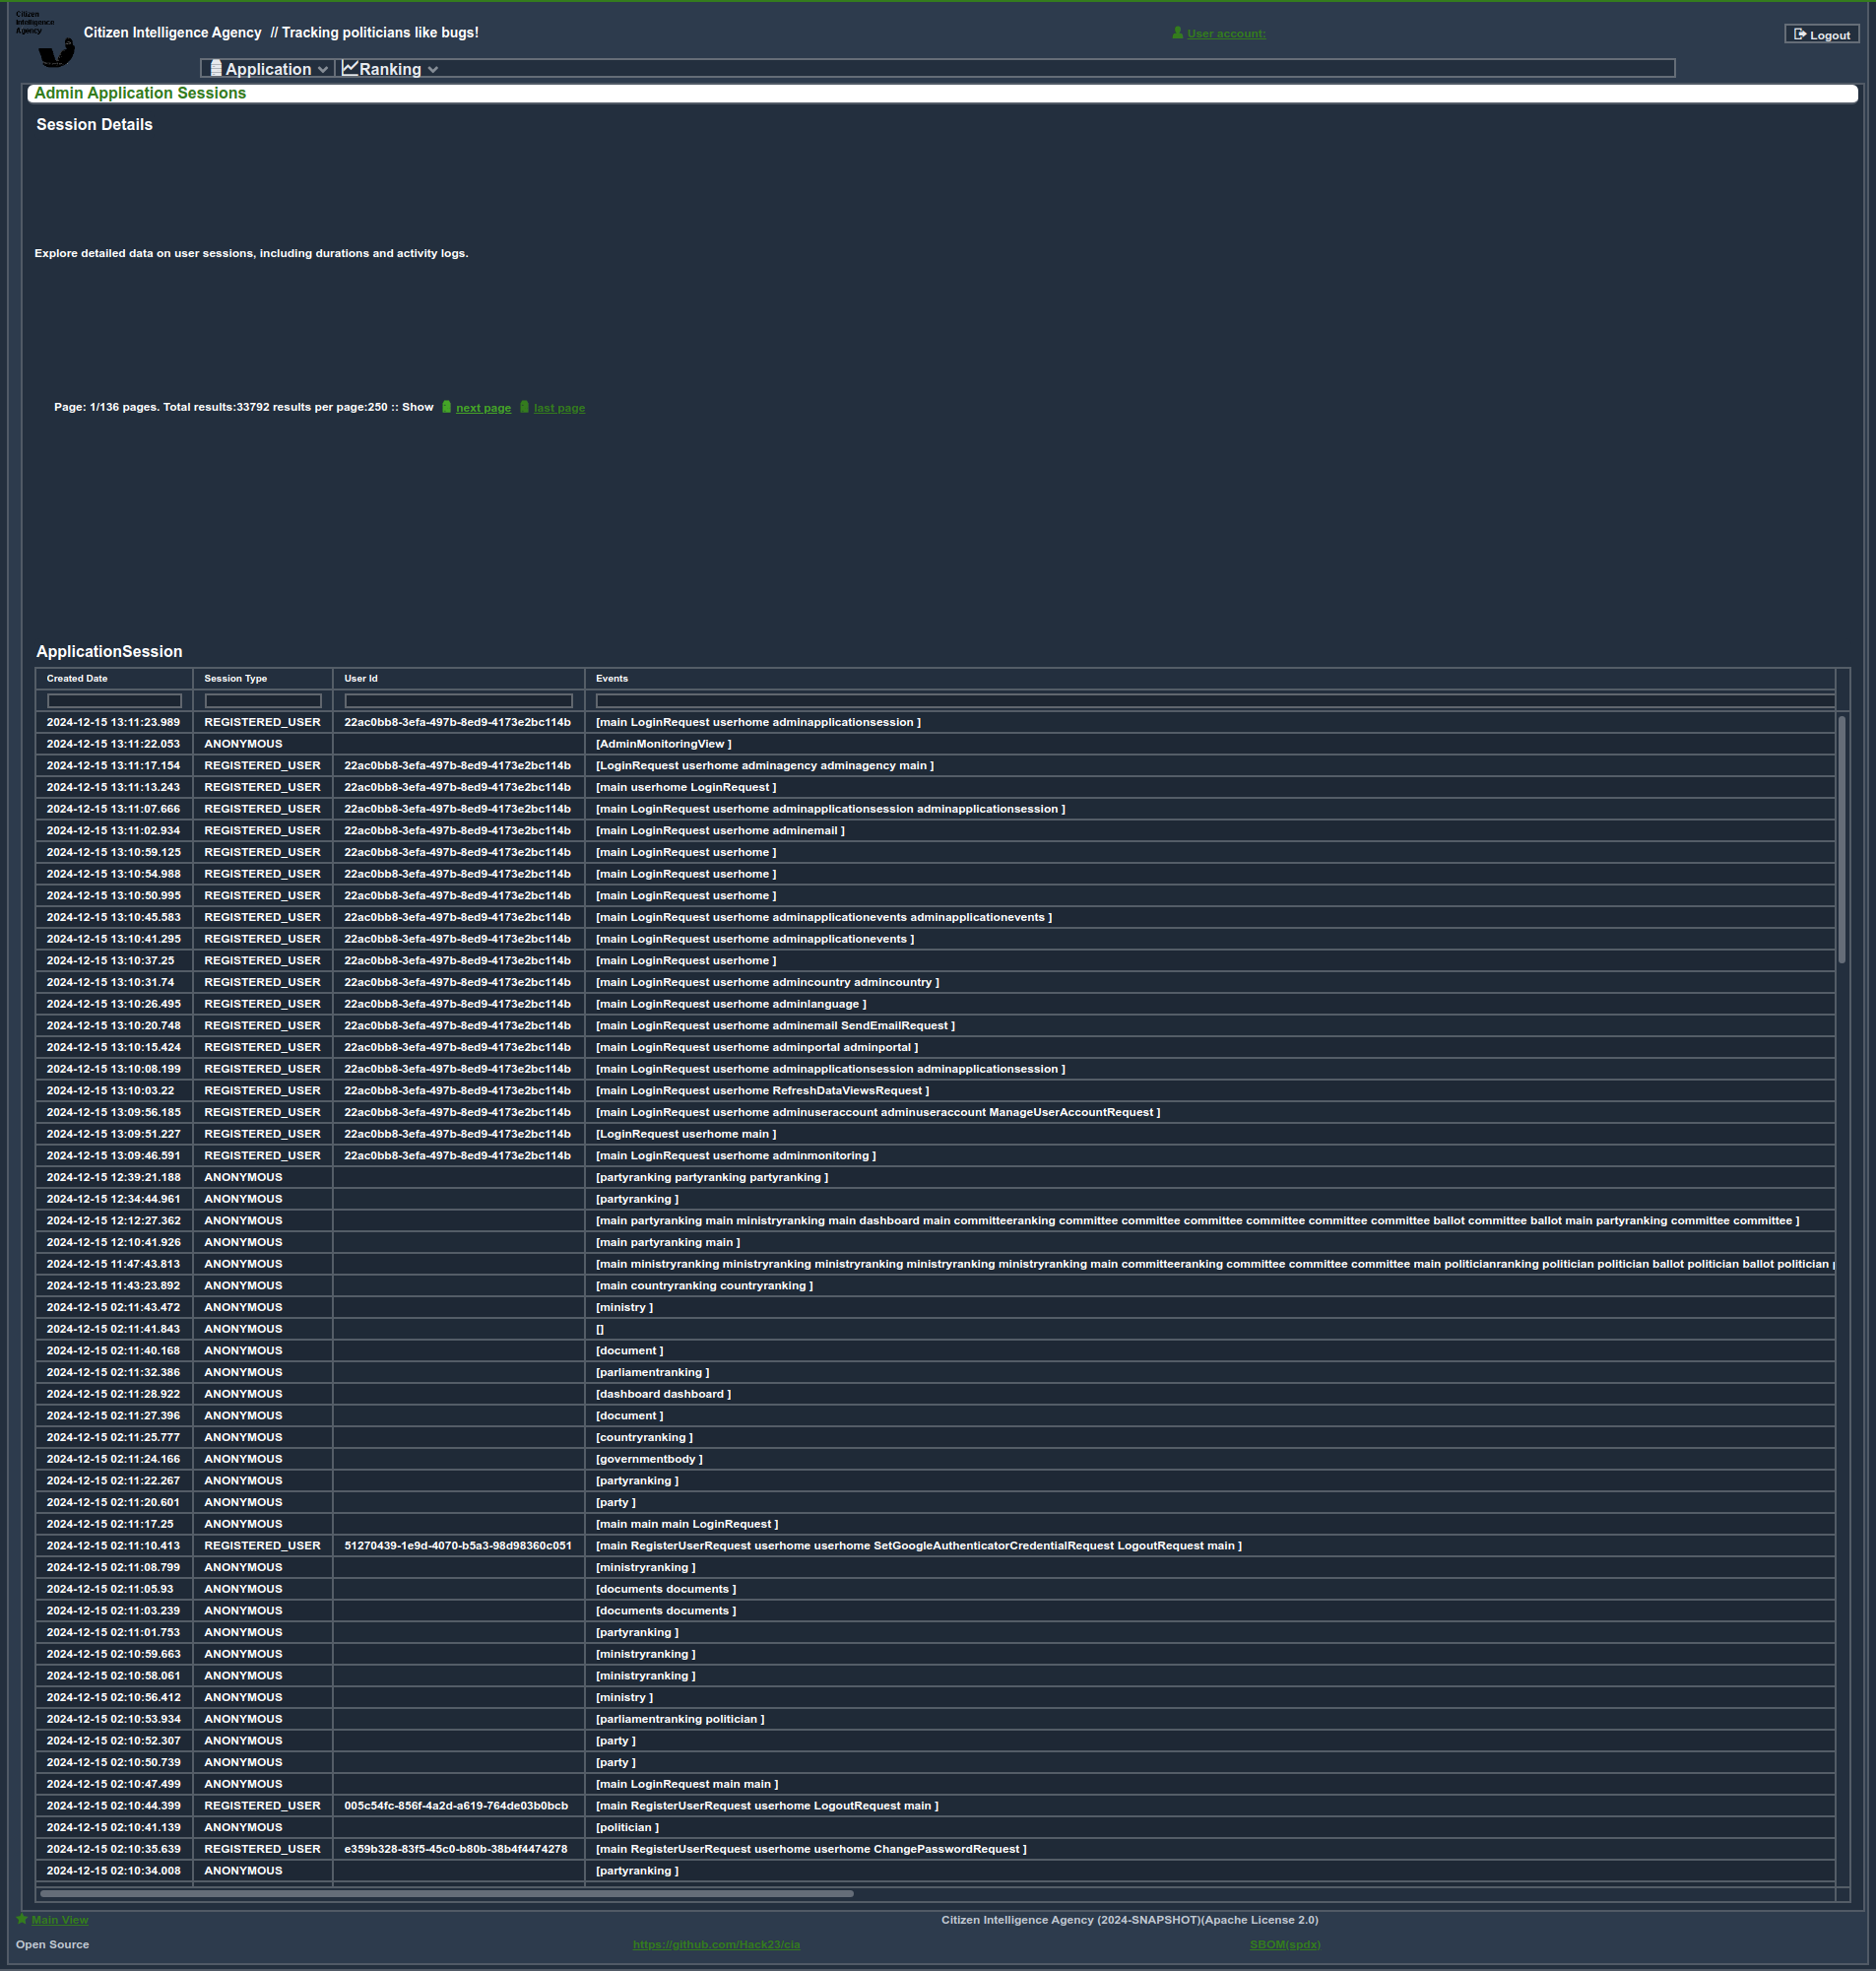 Citizen
Intelligence
Agency
Citizen Intelligence Agency // Tracking politicians like bugs!
User account:
Logout
Application Ranking
Admin Application Sessions
Session Details
Explore detailed data on user sessions, including durations and activity logs.
Page: 1/136 pages. Total results:33792 results per page:250 :: Show next page last page
ApplicationSession
Created Date Session Type User Id Events
2024-12-15 13:11:23.989 REGISTERED_USER 22ac0bb8-3efa-497b-8ed9-4173e2bc114b [main LoginRequest userhome adminapplicationsession ]
2024-12-15 13:11:22.053 ANONYMOUS [AdminMonitoringView ]
2024-12-15 13:11:17.154 REGISTERED_USER 22ac0bb8-3efa-497b-8ed9-4173e2bc114b [LoginRequest userhome adminagency adminagency main ]
2024-12-15 13:11:13.243 REGISTERED_USER 22ac0bb8-3efa-497b-8ed9-4173e2bc114b [main userhome LoginRequest ]
2024-12-15 13:11:07.666 REGISTERED_USER 22ac0bb8-3efa-497b-8ed9-4173e2bc114b [main LoginRequest userhome adminapplicationsession adminapplicationsession ]
2024-12-15 13:11:02.934 REGISTERED_USER 22ac0bb8-3efa-497b-8ed9-4173e2bc114b [main LoginRequest userhome adminemail ]
2024-12-15 13:10:59.125 REGISTERED_USER 22ac0bb8-3efa-497b-8ed9-4173e2bc114b [main LoginRequest userhome ]
2024-12-15 13:10:54.988 REGISTERED_USER 22ac0bb8-3efa-497b-8ed9-4173e2bc114b [main LoginRequest userhome ]
2024-12-15 13:10:50.995 REGISTERED_USER 22ac0bb8-3efa-497b-8ed9-4173e2bc114b [main LoginRequest userhome ]
2024-12-15 13:10:45.583 REGISTERED_USER 22ac0bb8-3efa-497b-8ed9-4173e2bc114b [main LoginRequest userhome adminapplicationevents adminapplicationevents ]
2024-12-15 13:10:41.295 REGISTERED_USER 22ac0bb8-3efa-497b-8ed9-4173e2bc114b [main LoginRequest userhome adminapplicationevents ]
2024-12-15 13:10:37.25 REGISTERED_USER 22ac0bb8-3efa-497b-8ed9-4173e2bc114b [main LoginRequest userhome ]
2024-12-15 13:10:31.74 REGISTERED_USER 22ac0bb8-3efa-497b-8ed9-4173e2bc114b [main LoginRequest userhome admincountry admincountry ]
2024-12-15 13:10:26.495 REGISTERED_USER 22ac0bb8-3efa-497b-8ed9-4173e2bc114b [main LoginRequest userhome adminlanguage ]
2024-12-15 13:10:20.748 REGISTERED_USER 22ac0bb8-3efa-497b-8ed9-4173e2bc114b [main LoginRequest userhome adminemail SendEmailRequest ]
2024-12-15 13:10:15.424 REGISTERED_USER 22ac0bb8-3efa-497b-8ed9-4173e2bc114b [main LoginRequest userhome adminportal adminportal ]
2024-12-15 13:10:08.199 REGISTERED_USER 22ac0bb8-3efa-497b-8ed9-4173e2bc114b [main LoginRequest userhome adminapplicationsession adminapplicationsession ]
2024-12-15 13:10:03.22 REGISTERED_USER 22ac0bb8-3efa-497b-8ed9-4173e2bc114b [main LoginRequest userhome RefreshDataViewsRequest ]
2024-12-15 13:09:56.185 REGISTERED_USER 22ac0bb8-3efa-497b-8ed9-4173e2bc114b [main LoginRequest userhome adminuseraccount adminuseraccount ManageUserAccountRequest ]
2024-12-15 13:09:51.227 REGISTERED_USER 22ac0bb8-3efa-497b-8ed9-4173e2bc114b [LoginRequest userhome main ]
2024-12-15 13:09:46.591 REGISTERED_USER 22ac0bb8-3efa-497b-8ed9-4173e2bc114b [main LoginRequest userhome adminmonitoring ]
2024-12-15 12:39:21.188 ANONYMOUS [partyranking partyranking partyranking ]
2024-12-15 12:34:44.961 ANONYMOUS [partyranking ]
2024-12-15 12:12:27.362 ANONYMOUS [main partyranking main ministryranking main dashboard main committeeranking committee committee committee committee committee committee ballot committee ballot main partyranking committee committee ]
2024-12-15 12:10:41.926 ANONYMOUS [main partyranking main ]
2024-12-15 11:47:43.813 ANONYMOUS [main ministryranking ministryranking ministryranking ministryranking ministryranking main committeeranking committee committee committee main politicianranking politician politician ballot politician ballot politician
2024-12-15 11:43:23.892 ANONYMOUS [main countryranking countryranking ]
2024-12-15 02:11:43.472 ANONYMOUS [ministry ]
2024-12-15 02:11:41.843 ANONYMOUS []
2024-12-15 02:11:40.168 ANONYMOUS [document ]
2024-12-15 02:11:32.386 ANONYMOUS [parliamentranking ]
2024-12-15 02:11:28.922 ANONYMOUS [dashboard dashboard ]
2024-12-15 02:11:27.396 ANONYMOUS [document ]
2024-12-15 02:11:25.777 ANONYMOUS [countryranking ]
2024-12-15 02:11:24.166 ANONYMOUS [governmentbody ]
2024-12-15 02:11:22.267 ANONYMOUS [partyranking ]
2024-12-15 02:11:20.601 ANONYMOUS [party ]
2024-12-15 02:11:17.25 ANONYMOUS [main main main LoginRequest ]
2024-12-15 02:11:10.413 REGISTERED_USER 51270439-1e9d-4070-b5a3-98d98360c051 [main RegisterUserRequest userhome userhome SetGoogleAuthenticatorCredentialRequest LogoutRequest main ]
2024-12-15 02:11:08.799 ANONYMOUS [ministryranking ]
2024-12-15 02:11:05.93 ANONYMOUS [documents documents ]
2024-12-15 02:11:03.239 ANONYMOUS [documents documents ]
2024-12-15 02:11:01.753 ANONYMOUS [partyranking ]
2024-12-15 02:10:59.663 ANONYMOUS [ministryranking ]
2024-12-15 02:10:58.061 ANONYMOUS [ministryranking ]
2024-12-15 02:10:56.412 ANONYMOUS [ministry ]
2024-12-15 02:10:53.934 ANONYMOUS [parliamentranking politician ]
2024-12-15 02:10:52.307 ANONYMOUS [party ]
2024-12-15 02:10:50.739 ANONYMOUS [party ]
2024-12-15 02:10:47.499 ANONYMOUS [main LoginRequest main main ]
2024-12-15 02:10:44.399 REGISTERED_USER 005c54fc-856f-4a2d-a619-764de03b0bcb [main RegisterUserRequest userhome LogoutRequest main ]
2024-12-15 02:10:41.139 ANONYMOUS [politician ]
2024-12-15 02:10:35.639 REGISTERED_USER e359b328-83f5-45c0-b80b-38b4f4474278 [main RegisterUserRequest userhome userhome ChangePasswordRequest ]
2024-12-15 02:10:34.008 ANONYMOUS [partyranking ]
Main View Citizen Intelligence Agency (2024-SNAPSHOT)(Apache License 2.0)
Open Source https://github.com/Hack23/cia SBOM(spdx)